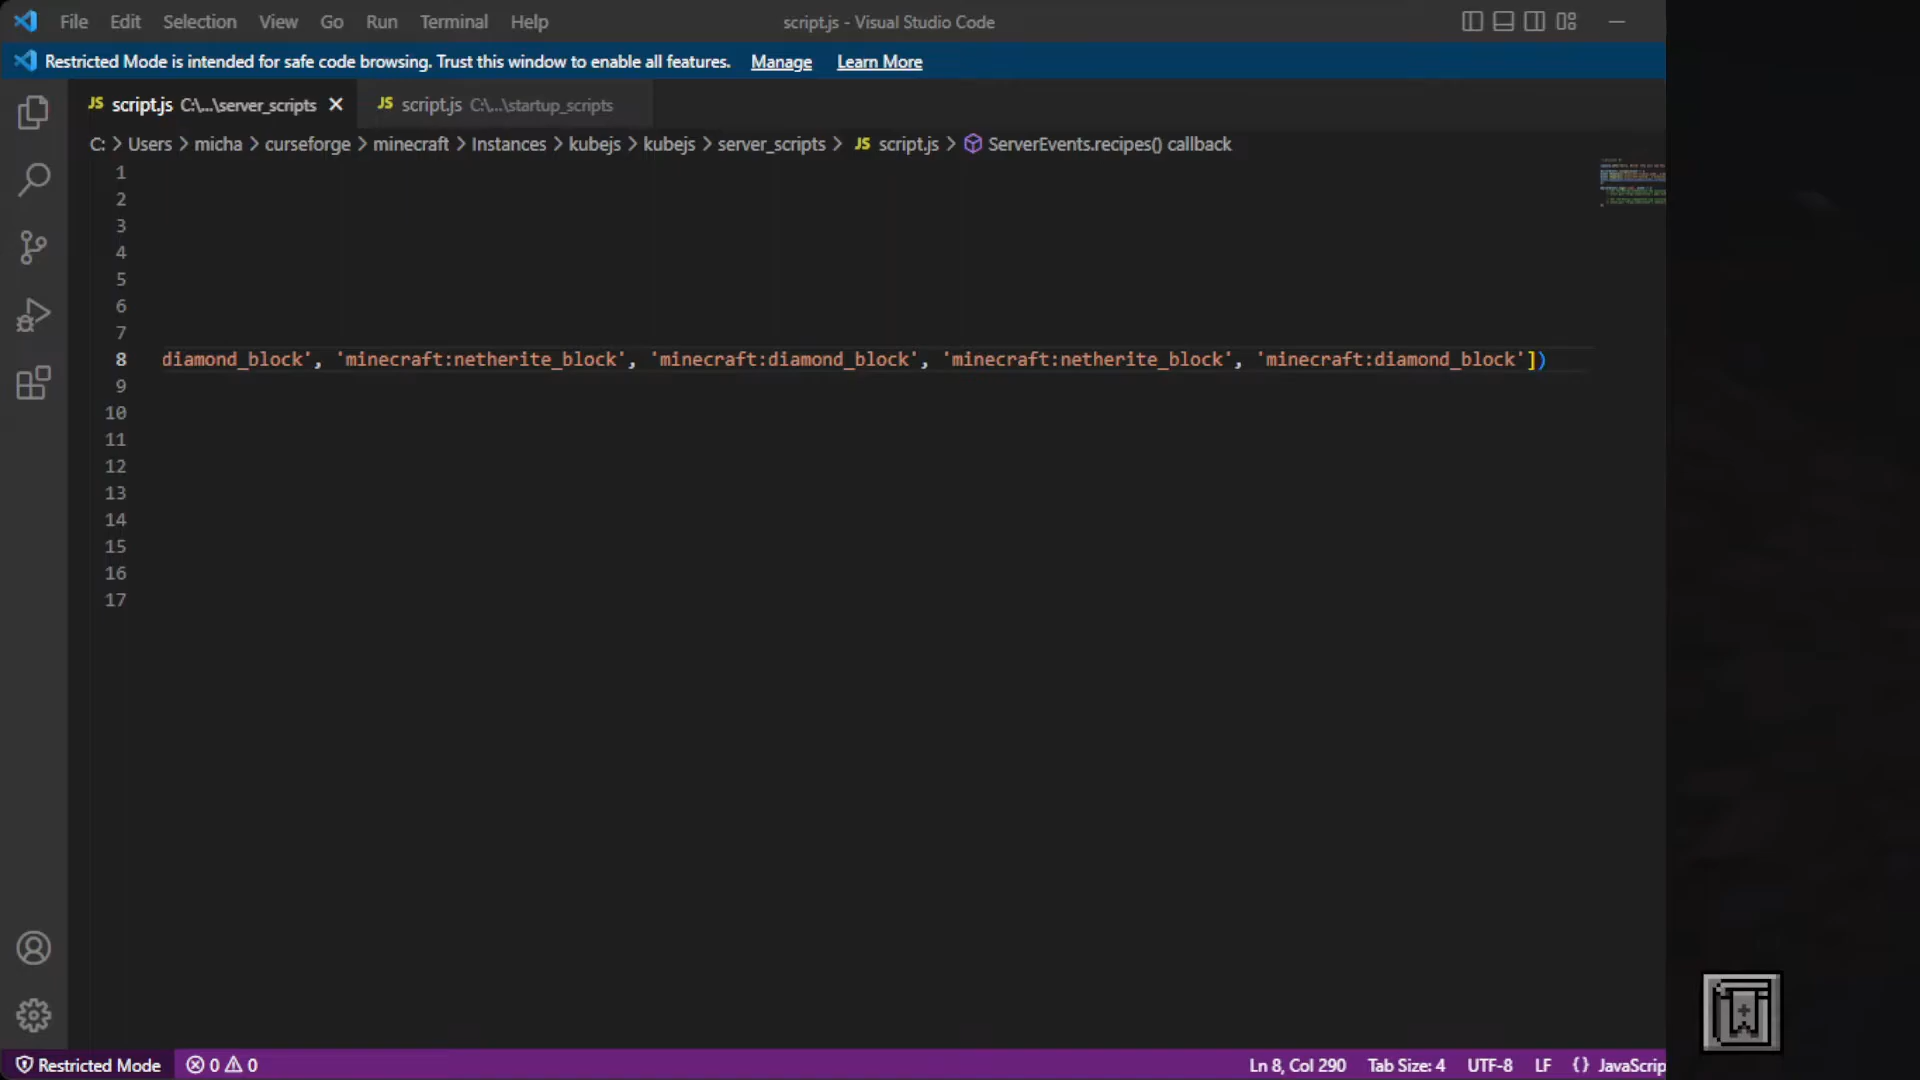 File Edit Selection View Go Run Terminal Help script.js - Visual Studio Code
Restricted Mode is intended for safe code browsing. Trust this window to enable all features. Manage Learn More
JS script.js C:\...\server_scripts JS script.js C:\...\startup_scripts
C: > Users > micha > curseforge > minecraft > Instances > kubejs > kubejs > server_scripts > JS script.js > ServerEvents.recipes() callback
1
2
3
4
5
6
7
8 diamond_block', 'minecraft:netherite_block', 'minecraft:diamond_block', 'minecraft:netherite_block', 'minecraft:diamond_block'])
9
10
11
12
13
14
15
16
17
Restricted Mode 0 0 Ln 8, Col 290 Tab Size: 4 UTF-8 LF {} JavaScrip